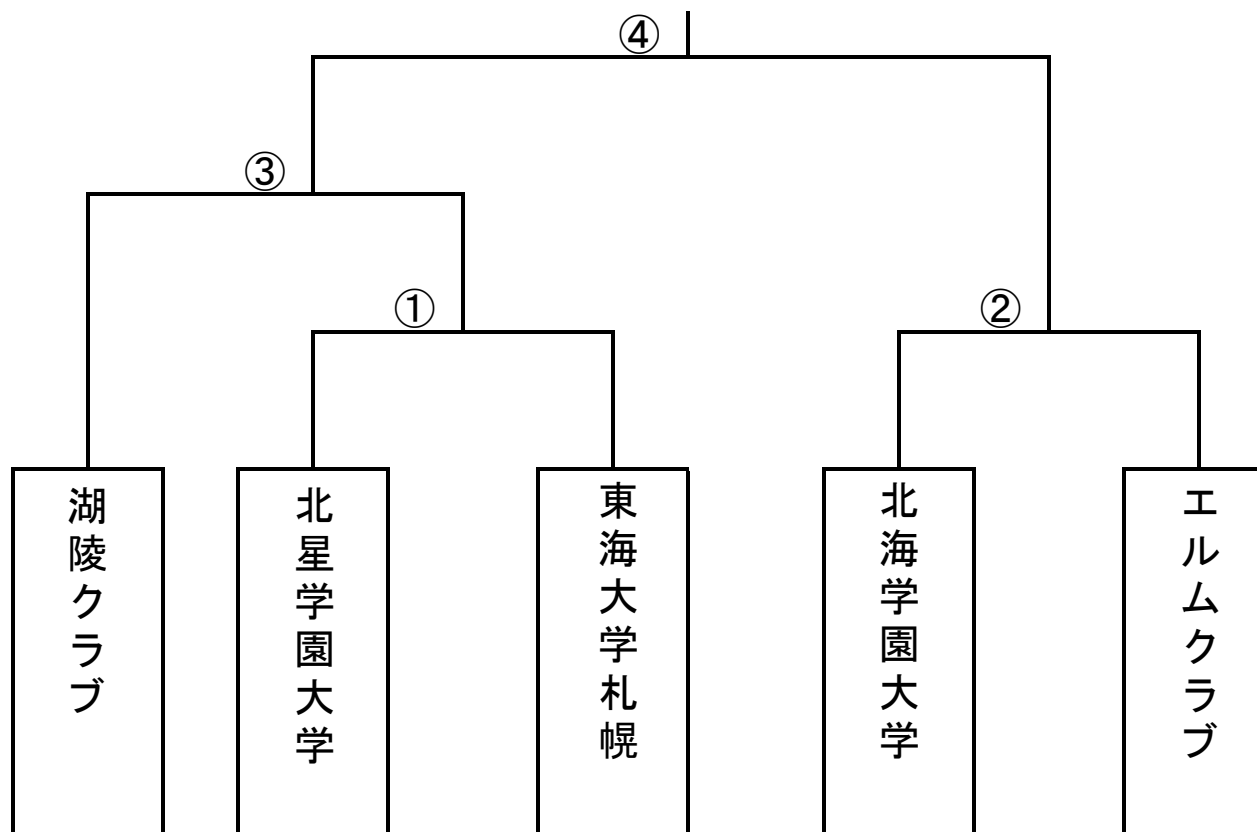 ④
③
①
②
湖陵クラブ
北星学園大学
東海大学札幌
北海学園大学
エルムクラブ